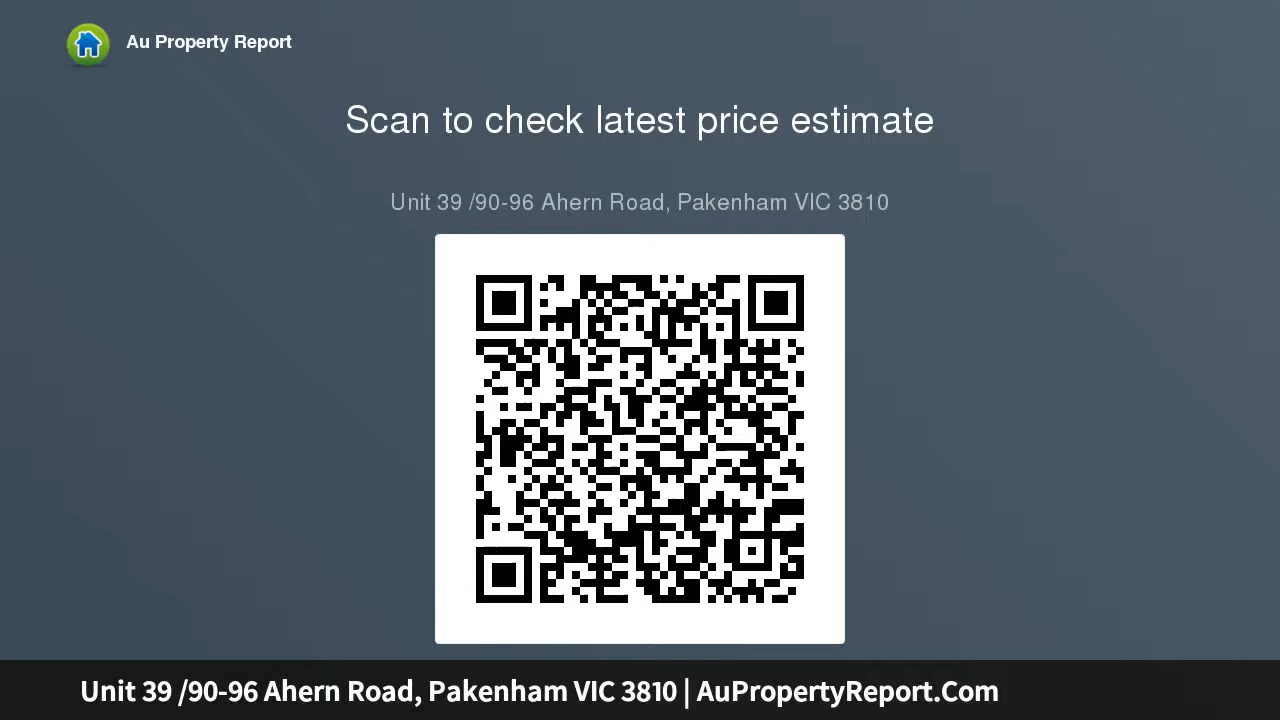 Au Property Report
Scan to check latest price estimate
Unit 39 /90-96 Ahern Road, Pakenham VIC 3810
Unit 39 /90-96 Ahern Road, Pakenham VIC 3810 | AuPropertyReport.Com